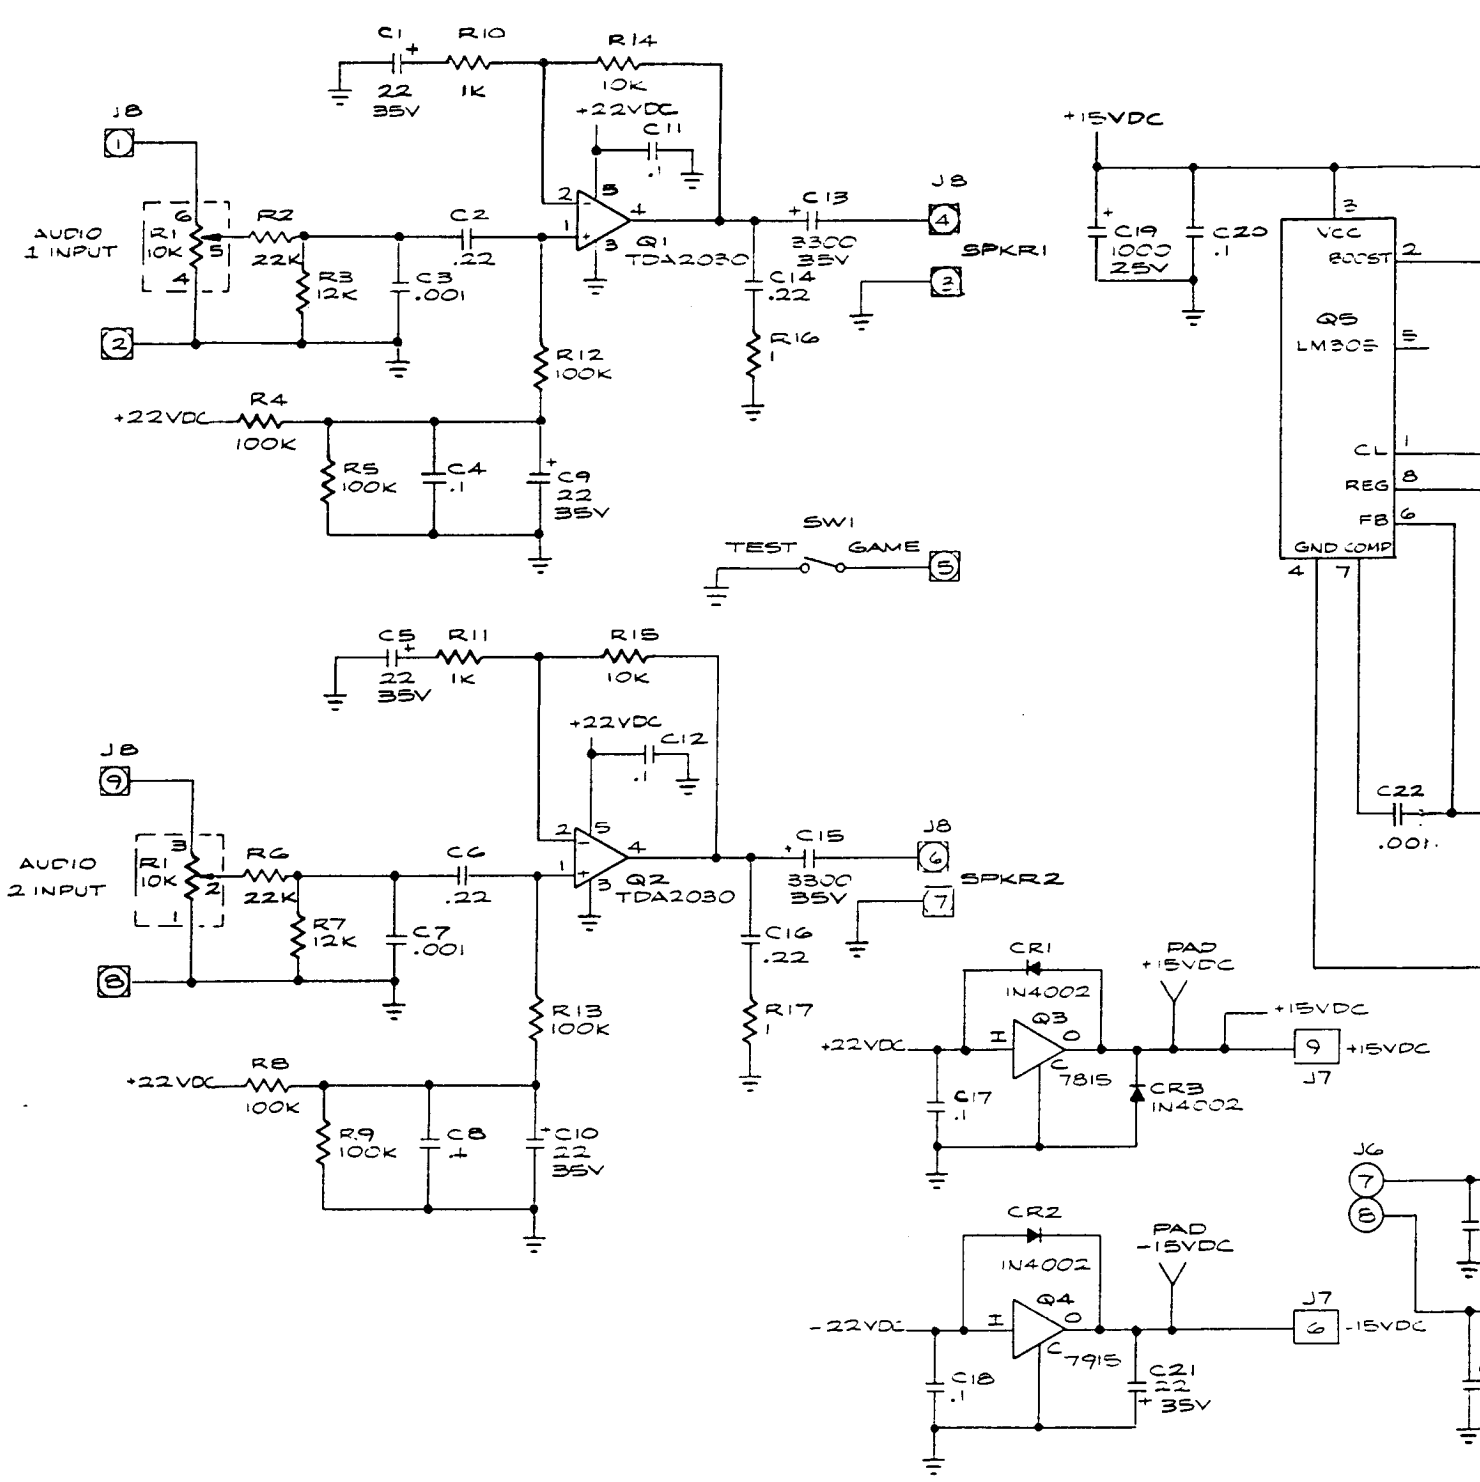 C1
+
22
35V
R10
1K
R14
10K
+22VDC
C11
.1
J8
1
AUDIO
1 INPUT
R1
10K
6
5
4
2
R2
22K
R3
12K
C3
.001
C2
.22
2
-
1
+
5
4
3
Q1
TDA2030
+
C13
3300
35V
C14
.22
R16
1
J8
4
SPKR1
3
R12
100K
+22VDC
R4
100K
R5
100K
C4
.1
+
C9
22
35V
SW1
TEST
GAME
5
+15VDC
+
C19
1000
25V
C20
.1
3
VCC
BOOST
2
Q5
LM305
5
CL
1
REG
8
FB
6
GND
COMP
4
7
C22
.001
C5
+
22
35V
R11
1K
R15
10K
+22VDC
C12
.1
J8
9
AUDIO
2 INPUT
R1
10K
3
2
1
8
R6
22K
R7
12K
C7
.001
C6
.22
2
-
1
+
5
4
3
Q2
TDA2030
+
C15
3300
35V
C16
.22
R17
1
J8
6
SPKR2
7
R13
100K
+22VDC
R8
100K
R9
100K
C8
.1
+
C10
22
35V
CR1
1N4002
PAD
+15VDC
+22VDC
I
Q3
O
C
7815
C17
.1
CR3
1N4002
+15VDC
9
+15VDC
J7
J6
7
8
CR2
1N4002
PAD
-15VDC
-22VDC
I
Q4
O
C
7915
C18
.1
C21
22
+
35V
J7
6
-15VDC